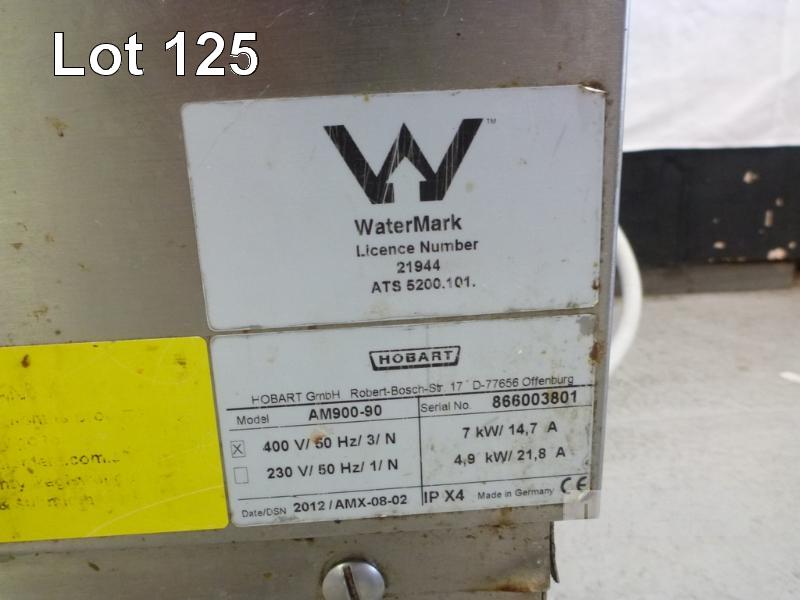 Lot 125
W™
WaterMark
Licence Number
21944
ATS 5200.101.
HOBART
HOBART GmbH Robert-Bosch-Str. 17 D-77656 Offenburg
Model AM900-90 Serial No. 866003801
X 400 V/ 50 Hz/ 3/ N 7 kW/ 14,7 A
230 V/ 50 Hz/ 1/ N 4,9 kW/ 21,8 A
Date/DSN 2012 /AMX-08-02 IP X4 Made in Germany CE